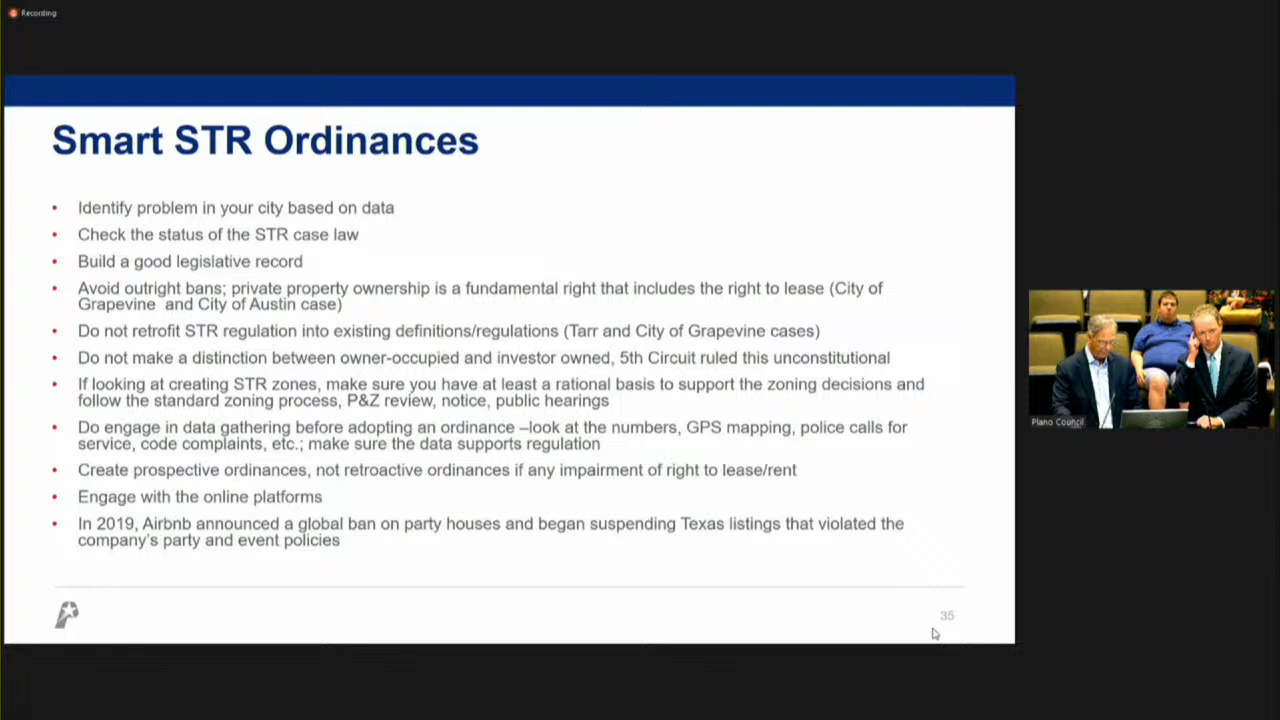 Recording
Smart STR Ordinances
• Identify problem in your city based on data
• Check the status of the STR case law
• Build a good legislative record
• Avoid outright bans; private property ownership is a fundamental right that includes the right to lease (City of
Grapevine and City of Austin case)
• Do not retrofit STR regulation into existing definitions/regulations (Tarr and City of Grapevine cases)
• Do not make a distinction between owner-occupied and investor owned, 5th Circuit ruled this unconstitutional
• If looking at creating STR zones, make sure you have at least a rational basis to support the zoning decisions and
follow the standard zoning process, P&Z review, notice, public hearings
• Do engage in data gathering before adopting an ordinance –look at the numbers, GPS mapping, police calls for
service, code complaints, etc.; make sure the data supports regulation
• Create prospective ordinances, not retroactive ordinances if any impairment of right to lease/rent
• Engage with the online platforms
• In 2019, Airbnb announced a global ban on party houses and began suspending Texas listings that violated the
company's party and event policies
35
Plano Council